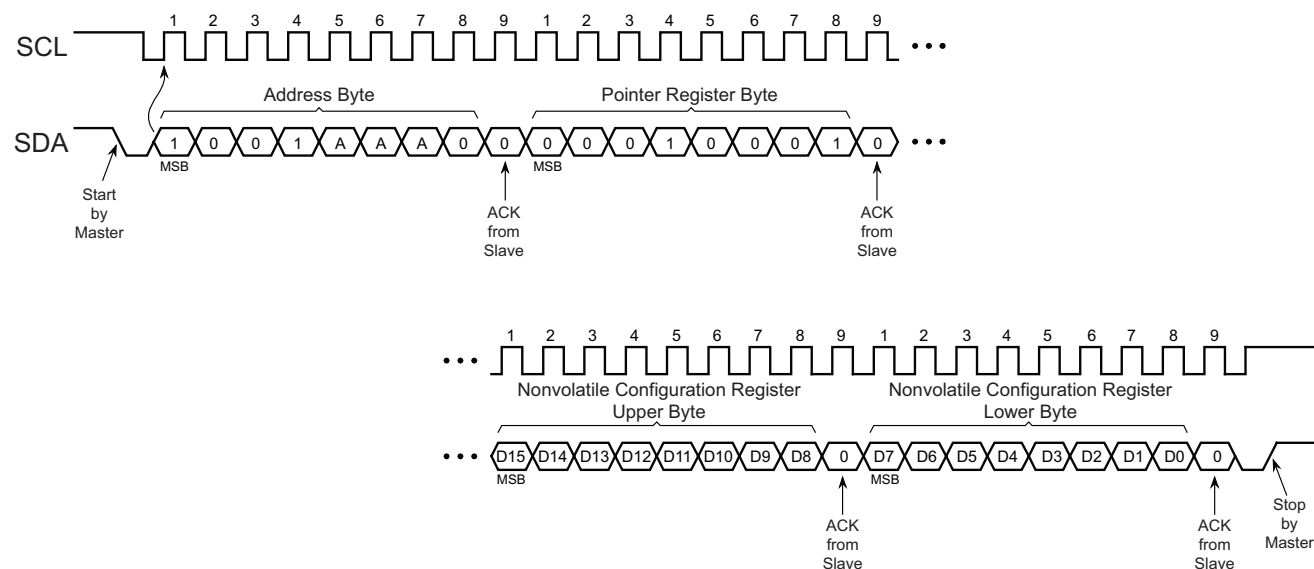 1 2 3 4 5 6 7 8 9 1 2 3 4 5 6 7 8 9
SCL
Address Byte Pointer Register Byte
SDA 1 0 0 1 A A A 0 0 0 0 0 1 0 0 0 1 0
MSB MSB
Start
by
Master
ACK
from
Slave
ACK
from
Slave
1 2 3 4 5 6 7 8 9 1 2 3 4 5 6 7 8 9
Nonvolatile Configuration Register
Upper Byte
Nonvolatile Configuration Register
Lower Byte
D15 D14 D13 D12 D11 D10 D9 D8 0 D7 D6 D5 D4 D3 D2 D1 D0 0
MSB MSB
ACK
from
Slave
ACK
from
Slave
Stop
by
Master